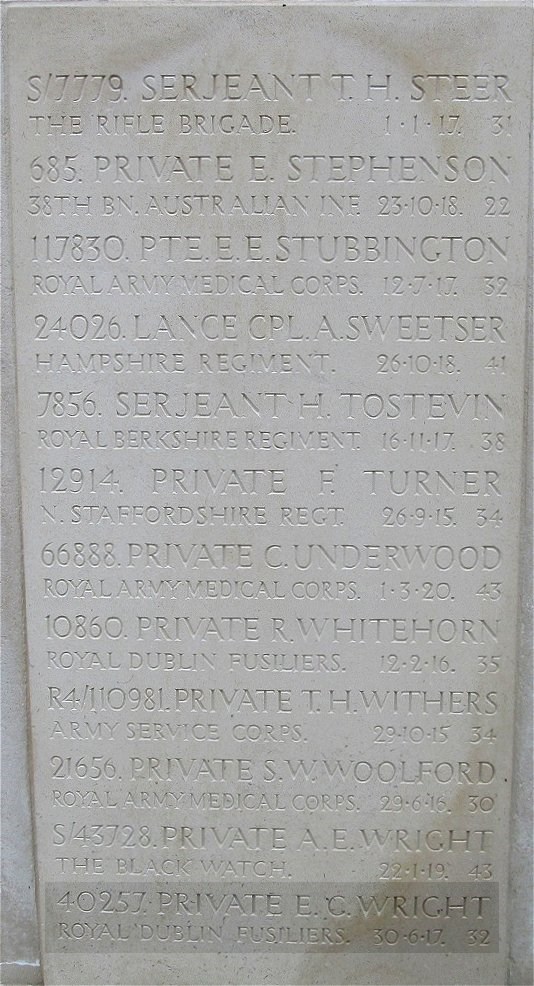 S/7779. SERJEANT T. H. STEER
THE RIFLE BRIGADE. 1·1·17. 31
685. PRIVATE E. STEPHENSON
38TH BN. AUSTRALIAN INF. 23·10·18. 22
117830. PTE. E. E. STUBBINGTON
ROYAL ARMY MEDICAL CORPS. 12·7·17. 32
24026. LANCE CPL. A. SWEETSER
HAMPSHIRE REGIMENT. 26·10·18. 41
7856. SERJEANT H. TOSTEVIN
ROYAL BERKSHIRE REGIMENT. 16·11·17. 38
12914. PRIVATE F. TURNER
N. STAFFORDSHIRE REGT. 26·9·15. 34
66888. PRIVATE C. UNDERWOOD
ROYAL ARMY MEDICAL CORPS. 1·3·20. 43
10860. PRIVATE R. WHITEHORN
ROYAL DUBLIN FUSILIERS. 12·2·16. 35
R4/110981. PRIVATE T. H. WITHERS
ARMY SERVICE CORPS. 29·10·15 34
21656. PRIVATE S. W. WOOLFORD
ROYAL ARMY MEDICAL CORPS. 29·6·16. 30
S/43728. PRIVATE A. E. WRIGHT
THE BLACK WATCH. 22·1·19. 43
40257. PRIVATE E. C. WRIGHT
ROYAL DUBLIN FUSILIERS. 30·6·17. 32